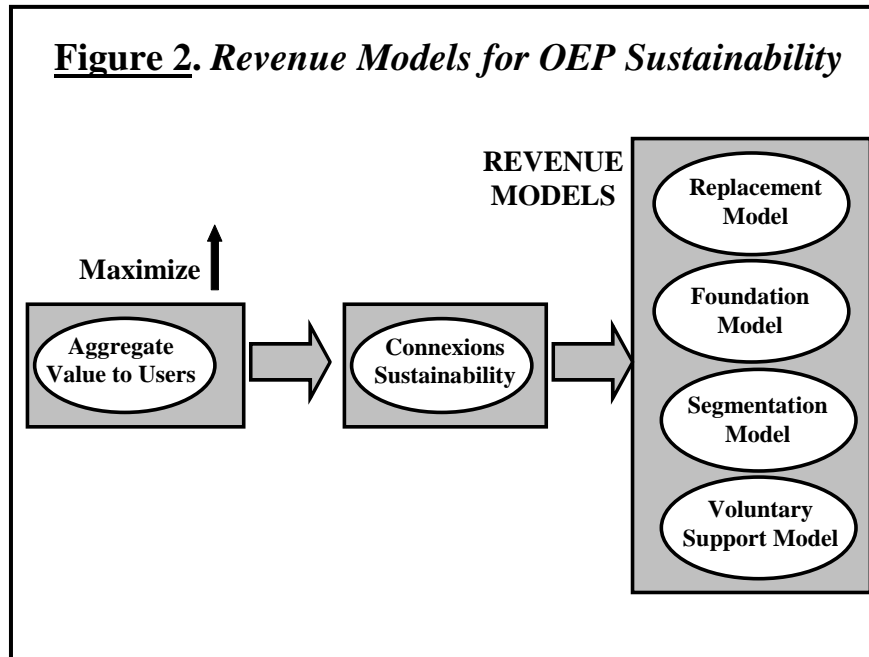 Figure 2. Revenue Models for OEP Sustainability
REVENUE
MODELS
Maximize
Aggregate
Value to Users
Connexions
Sustainability
Replacement
Model
Foundation
Model
Segmentation
Model
Voluntary
Support Model